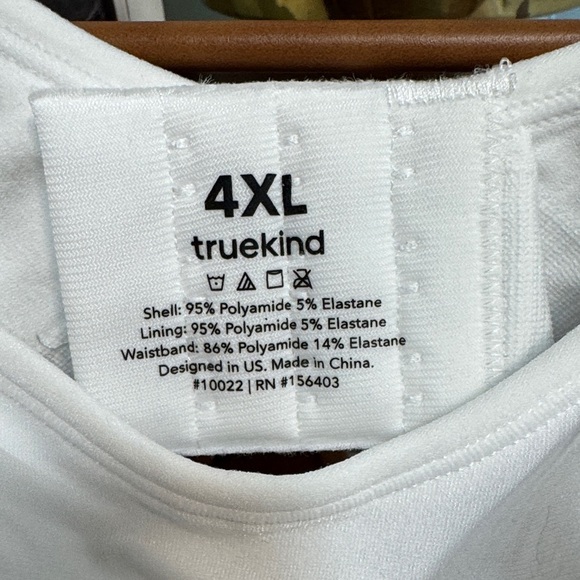 4XL
truekind
Shell: 95% Polyamide 5% Elastane
Lining: 95% Polyamide 5% Elastane
Waistband: 86% Polyamide 14% Elastane
Designed in US. Made in China.
#10022 | RN #156403